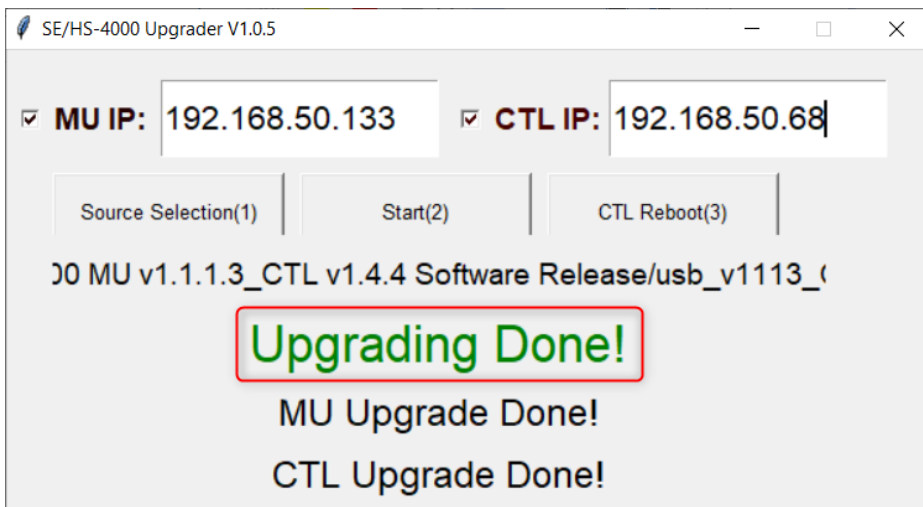 SE/HS-4000 Upgrader V1.0.5
MU IP: 192.168.50.133 CTL IP: 192.168.50.68
Source Selection(1) Start(2) CTL Reboot(3)
00 MU v1.1.1.3_CTL v1.4.4 Software Release/usb_v1113_
Upgrading Done!
MU Upgrade Done!
CTL Upgrade Done!